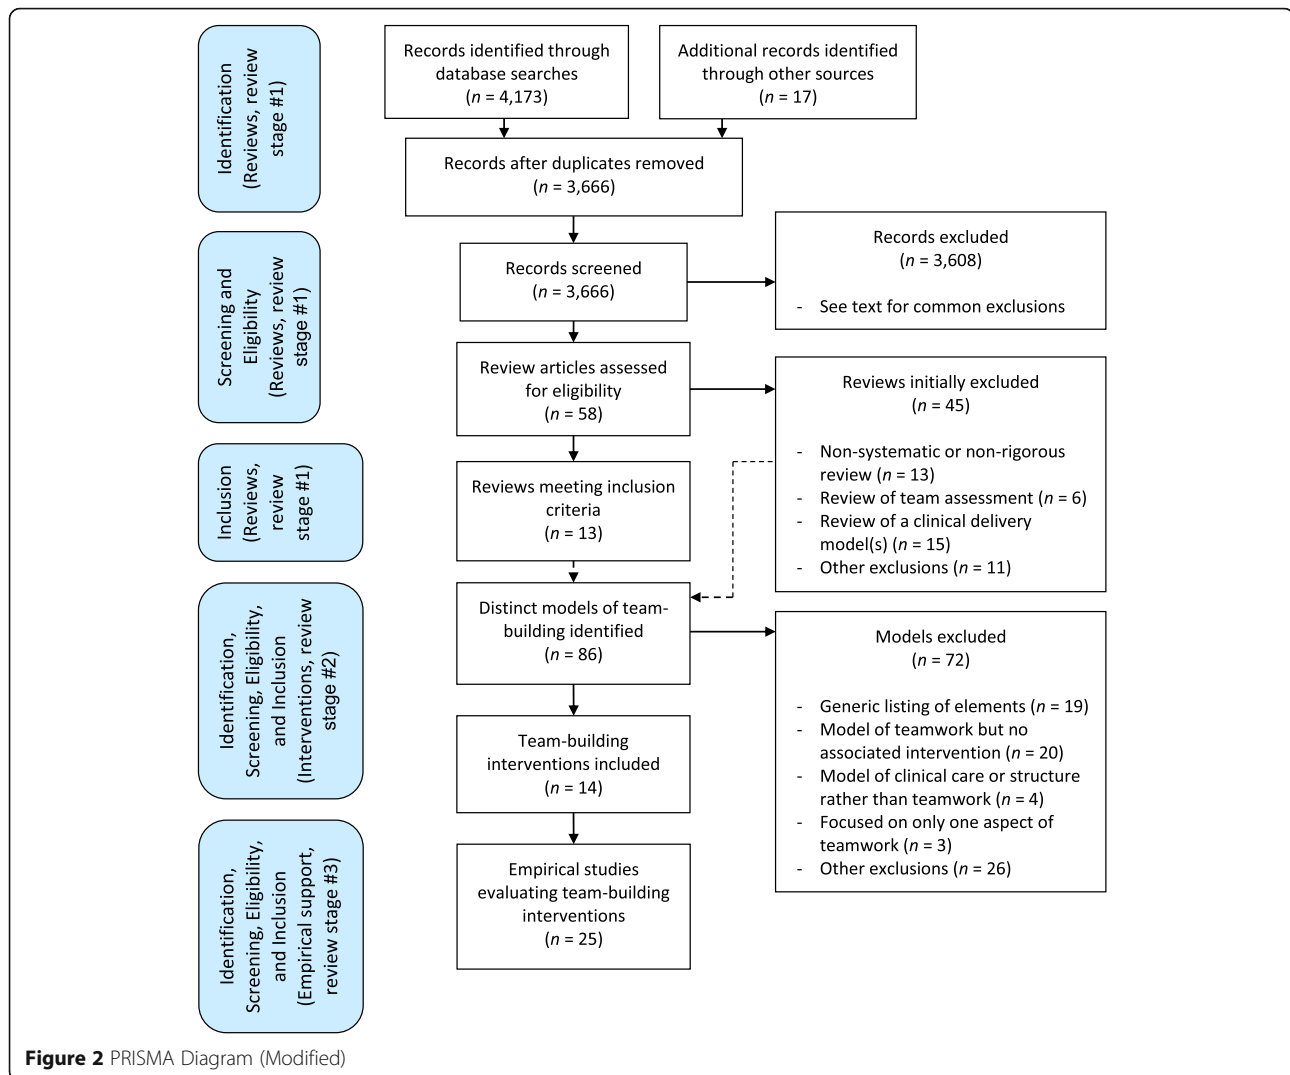 Identification
(Reviews, review
stage #1)
Records identified through
database searches
(n = 4,173)
Additional records identified
through other sources
(n = 17)
Records after duplicates removed
(n = 3,666)
Screening and
Eligibility
(Reviews, review
stage #1)
Records screened
(n = 3,666)
Records excluded
(n = 3,608)
- See text for common exclusions
Review articles assessed
for eligibility
(n = 58)
Reviews initially excluded
(n = 45)
- Non-systematic or non-rigorous
review (n = 13)
- Review of team assessment (n = 6)
- Review of a clinical delivery
model(s) (n = 15)
- Other exclusions (n = 11)
Inclusion
(Reviews,
review
stage #1)
Reviews meeting inclusion
criteria
(n = 13)
Identification,
Screening, Eligibility,
and Inclusion
(Interventions, review
stage #2)
Distinct models of team-
building identified
(n = 86)
Models excluded
(n = 72)
- Generic listing of elements (n = 19)
- Model of teamwork but no
associated intervention (n = 20)
- Model of clinical care or structure
rather than teamwork (n = 4)
- Focused on only one aspect of
teamwork (n = 3)
- Other exclusions (n = 26)
Team-building
interventions included
(n = 14)
Identification,
Screening, Eligibility,
and Inclusion
(Empirical support,
review stage #3)
Empirical studies
evaluating team-building
interventions
(n = 25)
Figure 2 PRISMA Diagram (Modified)